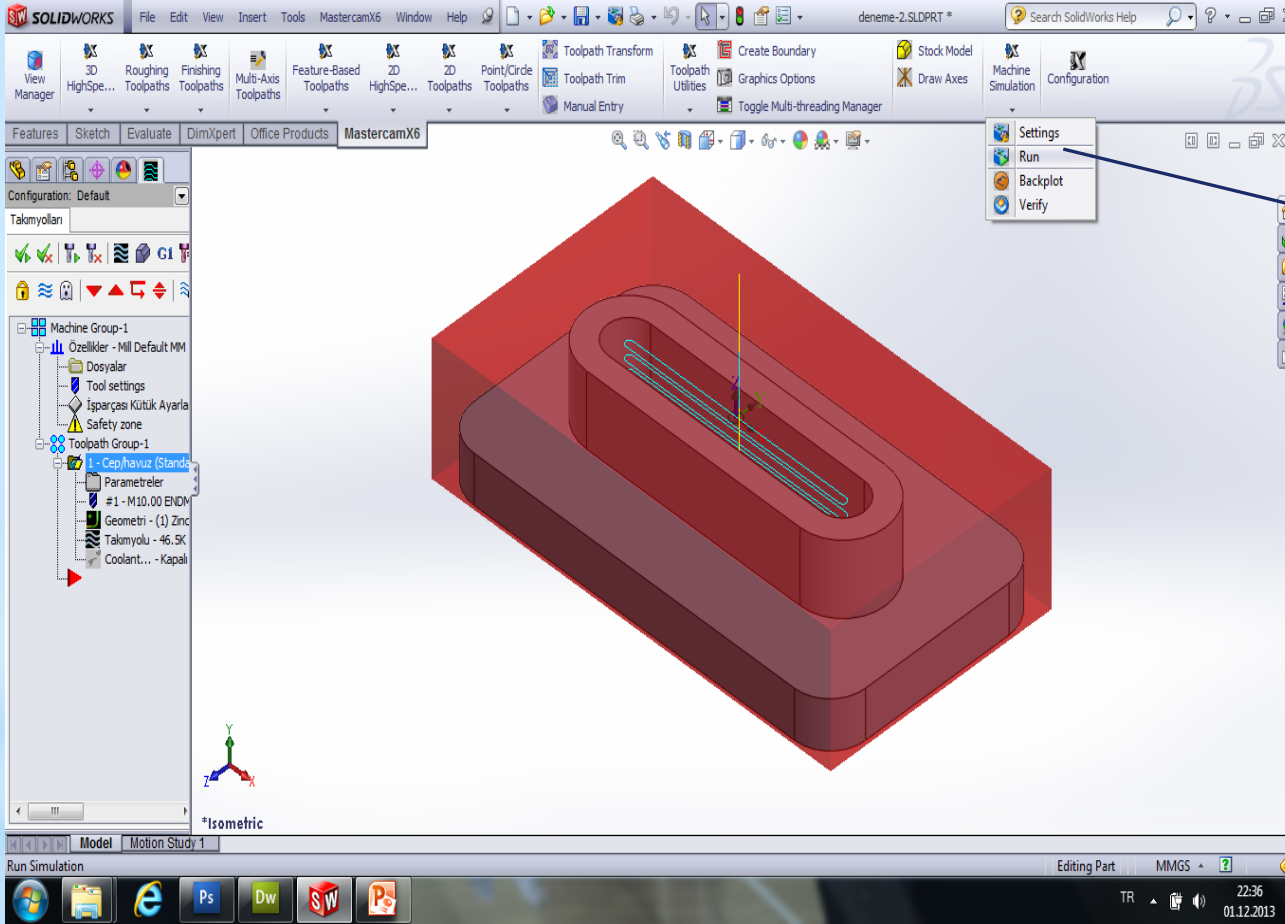 SOLIDWORKS File Edit View Insert Tools MastercamX6 Window Help deneme-2.SLDPRT * Search SolidWorks Help
View Manager
3D HighSpe...
Roughing Toolpaths
Finishing Toolpaths
Multi-Axis Toolpaths
Feature-Based Toolpaths
2D HighSpe...
2D Toolpaths
Point/Circle Toolpaths
Toolpath Transform
Toolpath Trim
Manual Entry
Toolpath Utilities
Create Boundary
Graphics Options
Toggle Multi-threading Manager
Stock Model
Draw Axes
Machine Simulation
Configuration
Features Sketch Evaluate DimXpert Office Products MastercamX6
Settings
Run
Backplot
Verify
Configuration: Default
Takımyolları
G1
Machine Group-1
Özellikler - Mill Default MM
Dosyalar
Tool settings
İşparçası Kütük Ayarla
Safety zone
Toolpath Group-1
1 - Cep/havuz (Standa
Parametreler
#1 - M10.00 ENDM
Geometri - (1) Zinc
Takımyolu - 46.5K
Coolant... - Kapalı
Z
Y
Y
Z
X
*Isometric
Model Motion Study 1
Run Simulation Editing Part MMGS
Ps Dw SW P
TR 22:36
01.12.2013